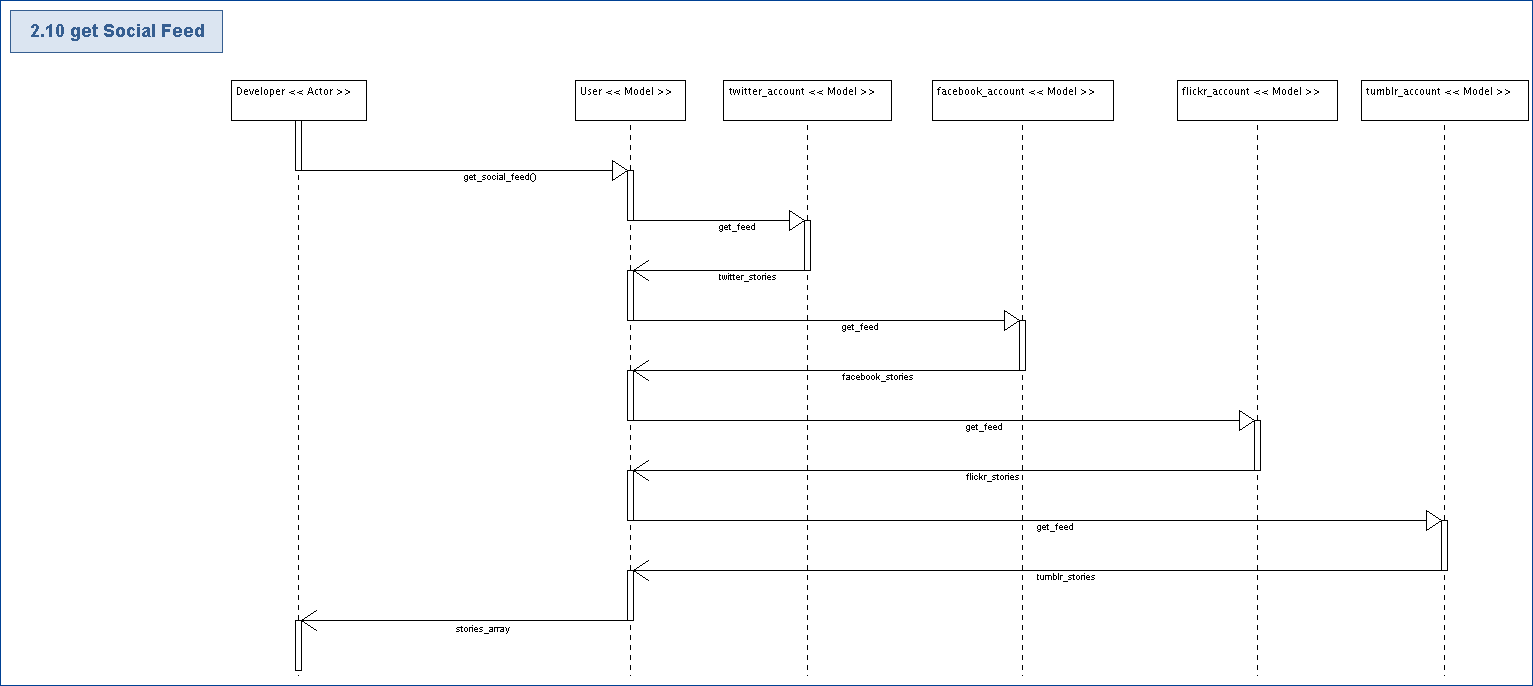 2.10 get Social Feed
Developer << Actor >>
User << Model >>
twitter_account << Model >>
facebook_account << Model >>
flickr_account << Model >>
tumblr_account << Model >>
get_social_feed()
get_feed
twitter_stories
get_feed
facebook_stories
get_feed
flickr_stories
get_feed
tumblr_stories
stories_array